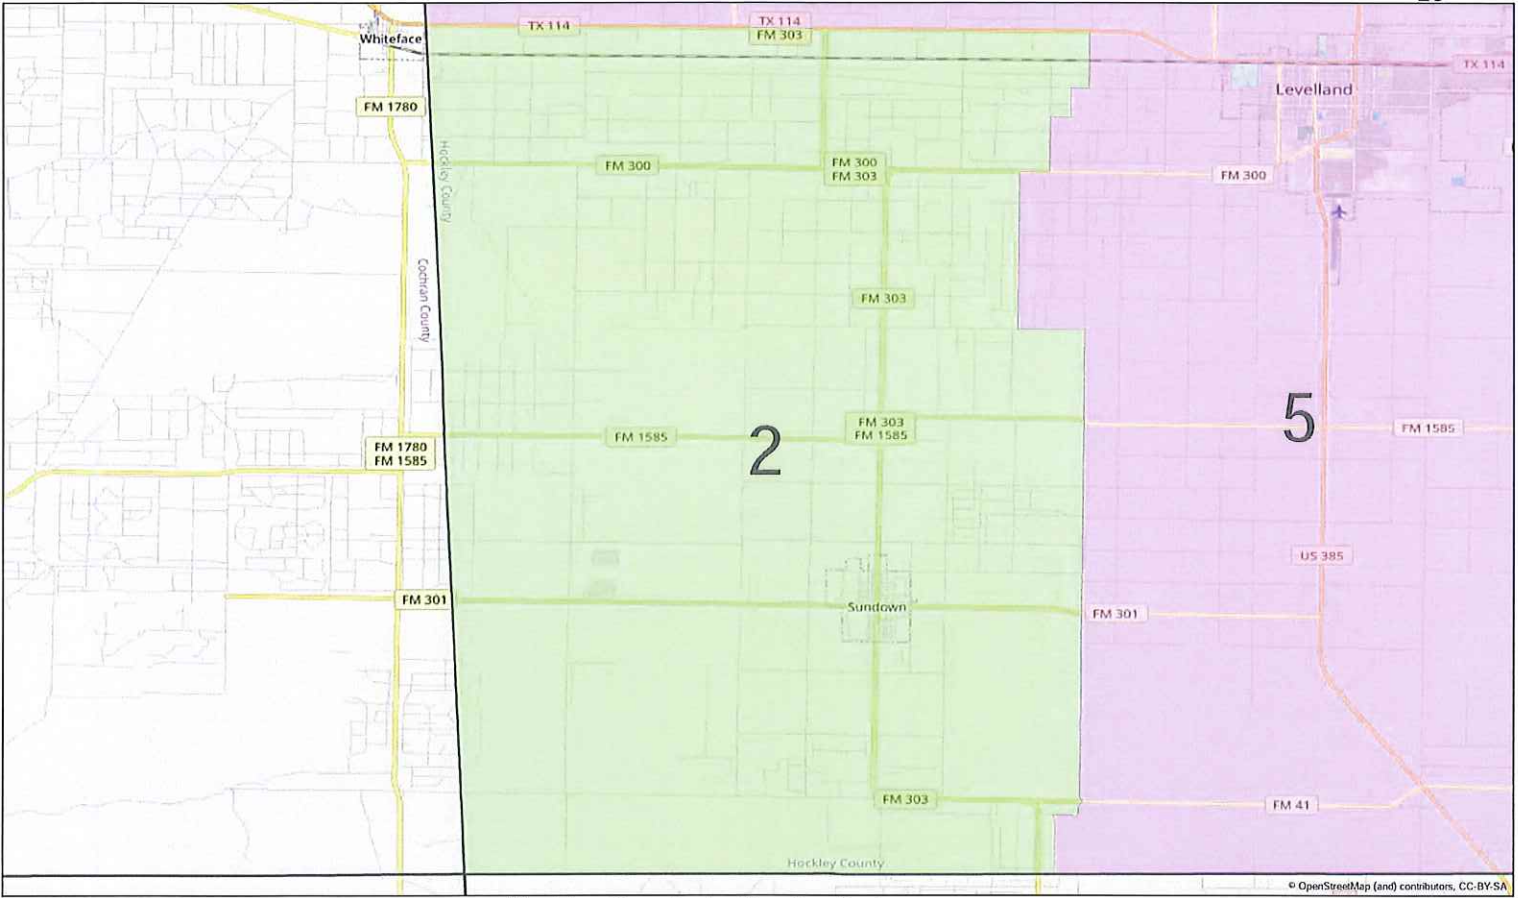 TX 114
TX 114
FM 303
Whiteface
TX 114
Levelland
FM 1780
FM 300
FM 300
FM 303
FM 300
Hockley County
Cochran County
FM 303
FM 303
FM 1585
FM 1585
2
5
FM 1585
FM 1780
FM 1585
US 385
FM 301
Sundown
FM 301
FM 303
FM 41
Hockley County
© OpenStreetMap (and) contributors, CC-BY-SA